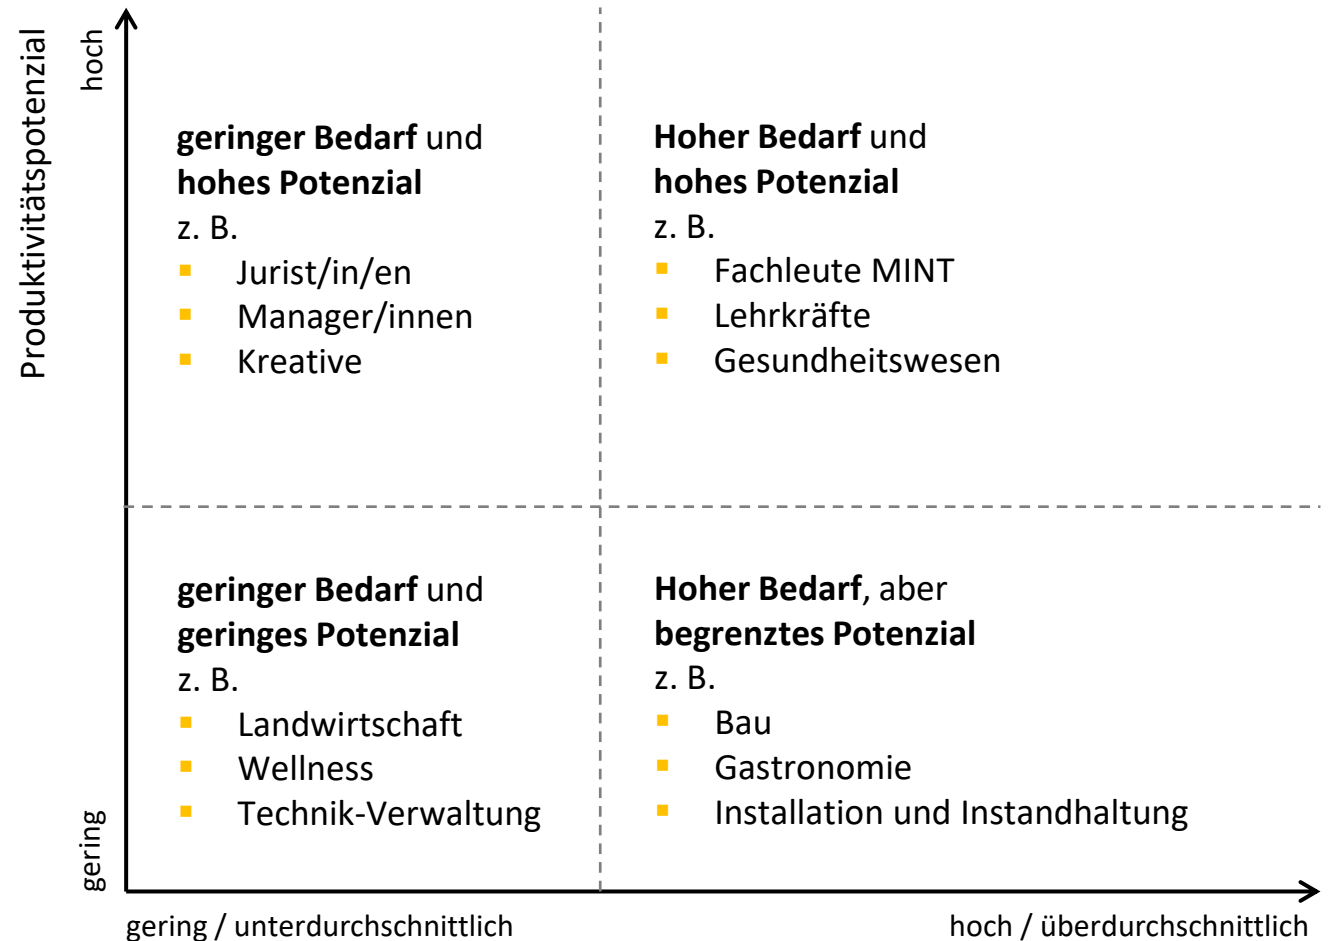 Produktivitätspotenzial
hoch
geringer Bedarf und
hohes Potenzial
z. B.
▪ Jurist/in/en
▪ Manager/innen
▪ Kreative
Hoher Bedarf und
hohes Potenzial
z. B.
▪ Fachleute MINT
▪ Lehrkräfte
▪ Gesundheitswesen
geringer Bedarf und
geringes Potenzial
z. B.
▪ Landwirtschaft
▪ Wellness
▪ Technik-Verwaltung
Hoher Bedarf, aber
begrenztes Potenzial
z. B.
▪ Bau
▪ Gastronomie
▪ Installation und Instandhaltung
gering
gering / unterdurchschnittlich
hoch / überdurchschnittlich